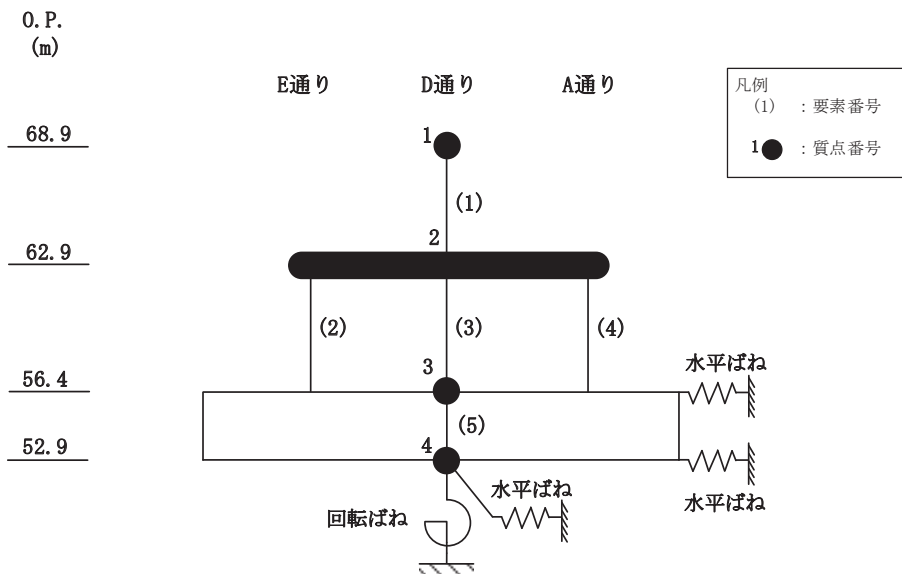 O.P.
(m)
E通り D通り A通り
凡例
(1) : 要素番号
1 : 質点番号
68.9
1
(1)
62.9
2
(2) (3) (4)
56.4
3
水平ばね
(5)
52.9
4
水平ばね
水平ばね
回転ばね